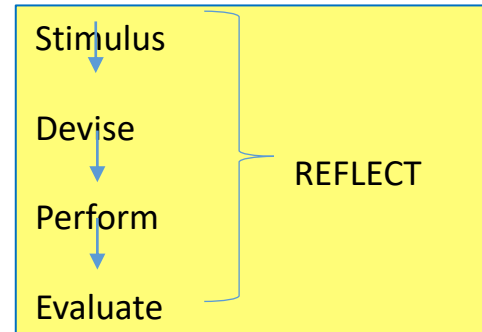 Stimulus
Devise
REFLECT
Perform
Evaluate